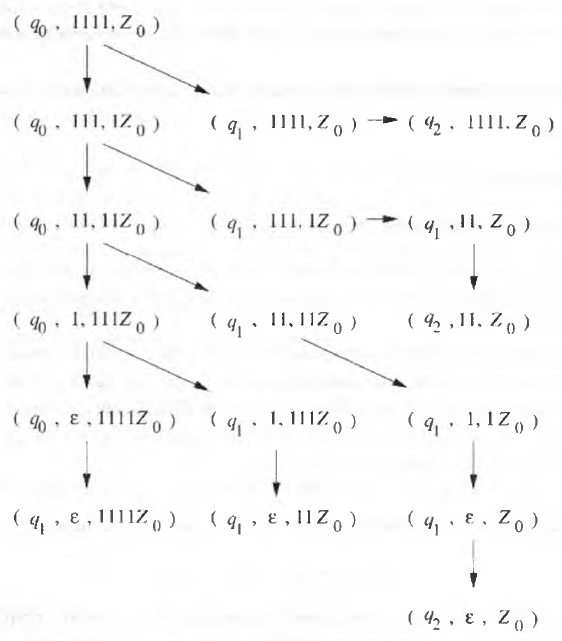 ( q₀ , 1111, Z₀ )
( q₀ , 111, 1Z₀ ) ( q₁ , 1111, Z₀ ) → ( q₂ , 1111, Z₀ )
( q₀ , 11, 11Z₀ ) ( q₁ , 111, 1Z₀ ) → ( q₁ , 11, Z₀ )
( q₀ , 1, 111Z₀ ) ( q₁ , 11, 11Z₀ ) ( q₂ , 11, Z₀ )
( q₀ , ε , 1111Z₀ ) ( q₁ , 1, 111Z₀ ) ( q₁ , 1, 1Z₀ )
( q₁ , ε , 1111Z₀ ) ( q₁ , ε , 11Z₀ ) ( q₁ , ε , Z₀ )
( q₂ , ε , Z₀ )